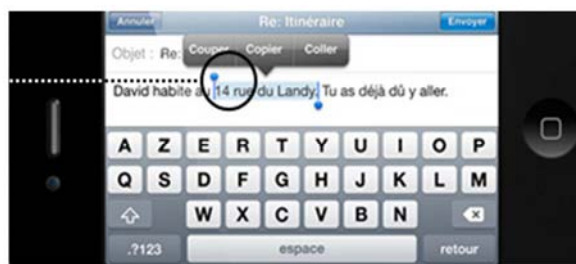 Annuler Re: Itinéraire Envoyer
Objet : Re:
Couper Copier Coller
David habite au 14 rue du Landy. Tu as déjà dû y aller.
A Z E R T Y U I O P
Q S D F G H J K L M
W X C V B N
.?123 espace retour